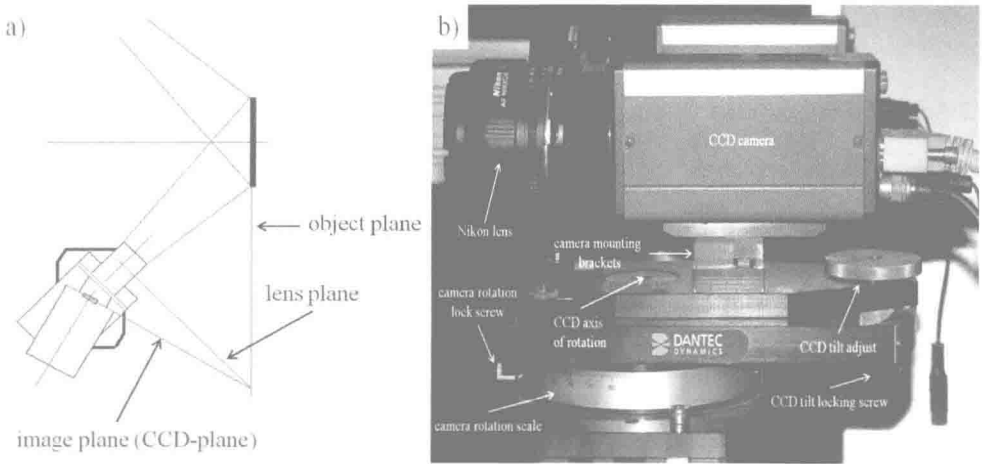 a)
object plane
lens plane
image plane (CCD-plane)
b)
Nikon
CCD camera
Nikon lens
camera mounting
brackets
camera rotation
lock screw
CCD axis
of rotation
DANTEC
DYNAMICS
CCD tilt adjust
CCD tilt locking screw
camera rotation scale